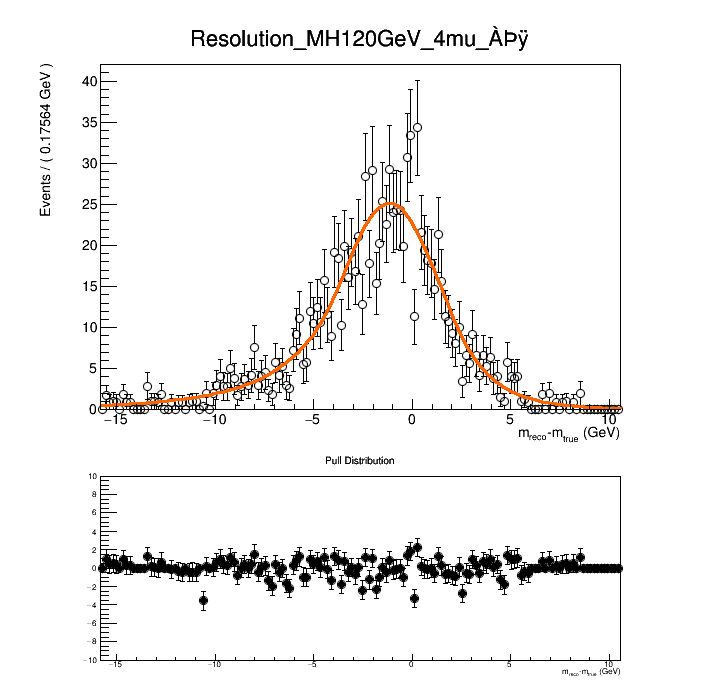 Resolution_MH120GeV_4mu_ÀÞÿ
Events / ( 0.17564 GeV )
40
35
30
25
20
15
10
5
0
−15 −10 −5 0 5 10
m_reco-m_true (GeV)
Pull Distribution
10
8
6
4
2
0
−2
−4
−6
−8
−10
−15 −10 −5 0 5 10
m_reco-m_true (GeV)